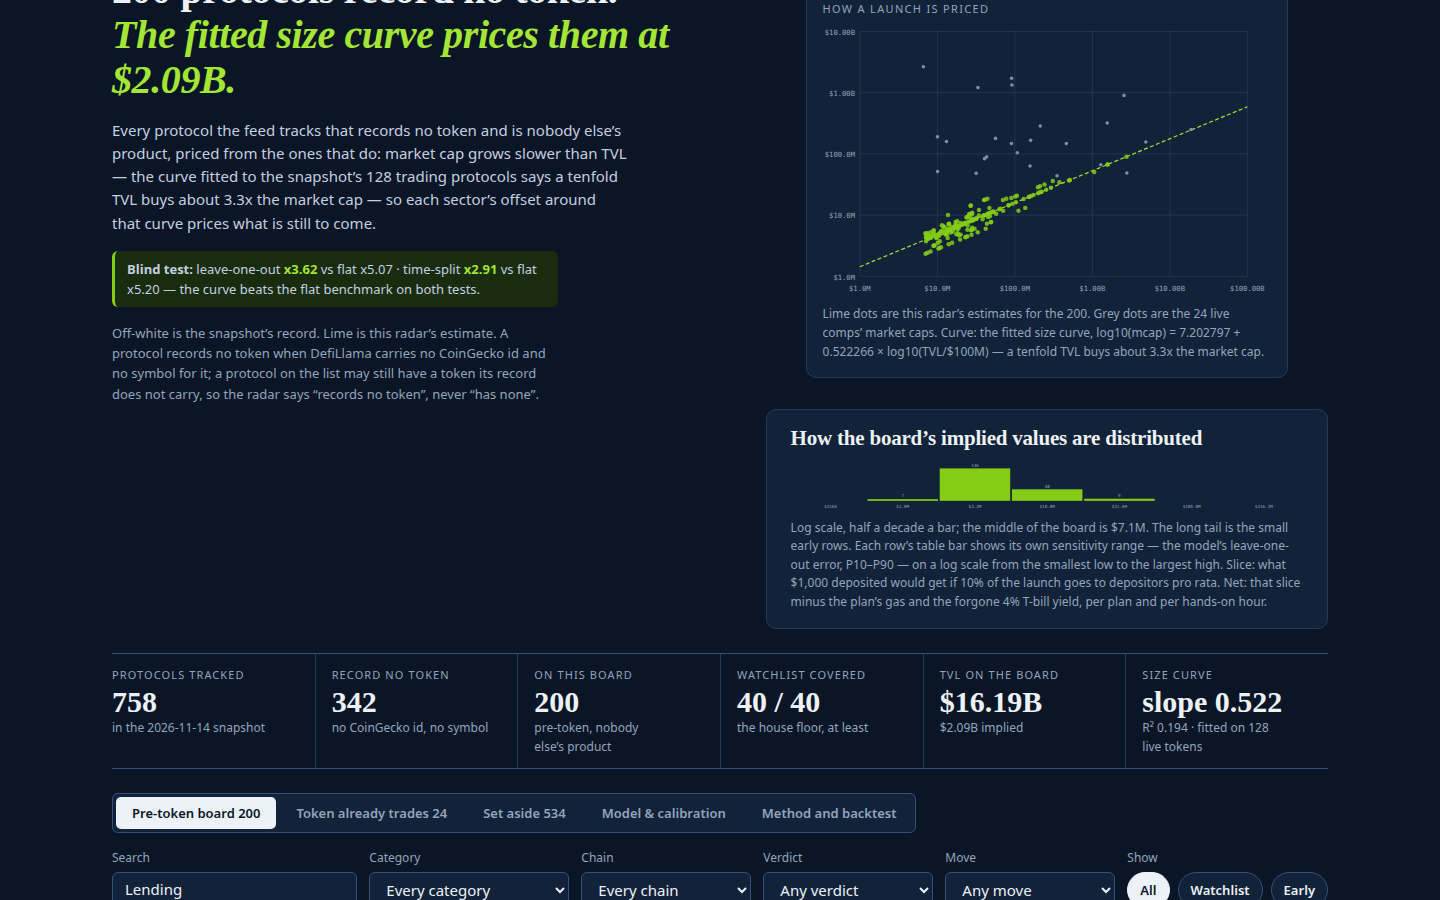 200 protocols record no token.
The fitted size curve prices them at
$2.09B.
Every protocol the feed tracks that records no token and is nobody else’s
product, priced from the ones that do: market cap grows slower than TVL
— the curve fitted to the snapshot’s 128 trading protocols says a tenfold
TVL buys about 3.3x the market cap — so each sector’s offset around
that curve prices what is still to come.
Blind test: leave-one-out x3.62 vs flat x5.07 · time-split x2.91 vs flat
x5.20 — the curve beats the flat benchmark on both tests.
Off-white is the snapshot’s record. Lime is this radar’s estimate. A
protocol records no token when DefiLlama carries no CoinGecko id and
no symbol for it; a protocol on the list may still have a token its record
does not carry, so the radar says “records no token”, never “has none”.
HOW A LAUNCH IS PRICED
$10.00B
$1.00B
$100.0M
$10.0M
$1.0M
$1.0M $10.0M $100.0M $1.00B $10.00B $100.00B
Lime dots are this radar’s estimates for the 200. Grey dots are the 24 live
comps’ market caps. Curve: the fitted size curve, log10(mcap) = 7.202797 +
0.522266 × log10(TVL/$100M) — a tenfold TVL buys about 3.3x the market cap.
How the board’s implied values are distributed
Log scale, half a decade a bar; the middle of the board is $7.1M. The long tail is the small
early rows. Each row’s table bar shows its own sensitivity range — the model’s leave-one-
out error, P10–P90 — on a log scale from the smallest low to the largest high. Slice: what
$1,000 deposited would get if 10% of the launch goes to depositors pro rata. Net: that slice
minus the plan’s gas and the forgone 4% T-bill yield, per plan and per hands-on hour.
PROTOCOLS TRACKED
758
in the 2026-11-14 snapshot
RECORD NO TOKEN
342
no CoinGecko id, no symbol
ON THIS BOARD
200
pre-token, nobody
else’s product
WATCHLIST COVERED
40 / 40
the house floor, at least
TVL ON THE BOARD
$16.19B
$2.09B implied
SIZE CURVE
slope 0.522
R² 0.194 · fitted on 128
live tokens
Pre-token board 200 Token already trades 24 Set aside 534 Model & calibration Method and backtest
Search Category Chain Verdict Move Show
Lending Every category Every chain Any verdict Any move All Watchlist Early